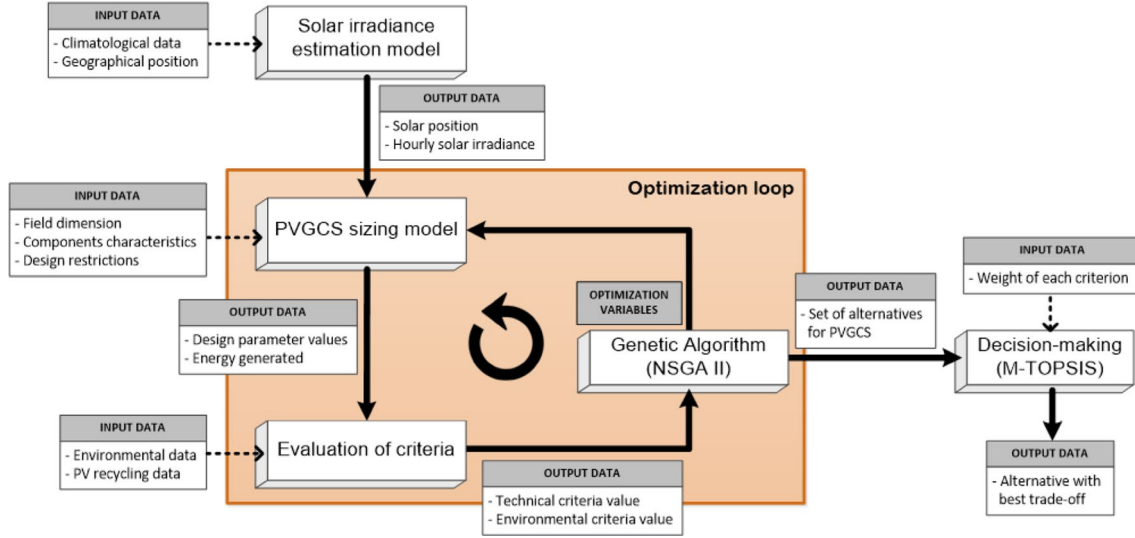 INPUT DATA
- Climatological data
- Geographical position
Solar irradiance
estimation model
OUTPUT DATA
- Solar position
- Hourly solar irradiance
Optimization loop
INPUT DATA
- Field dimension
- Components characteristics
- Design restrictions
PVGCS sizing model
OUTPUT DATA
- Design parameter values
- Energy generated
OPTIMIZATION
VARIABLES
Genetic Algorithm
(NSGA II)
OUTPUT DATA
- Set of alternatives
for PVGCS
INPUT DATA
- Weight of each criterion
Decision-making
(M-TOPSIS)
INPUT DATA
- Environmental data
- PV recycling data
Evaluation of criteria
OUTPUT DATA
- Technical criteria value
- Environmental criteria value
OUTPUT DATA
- Alternative with
best trade-off